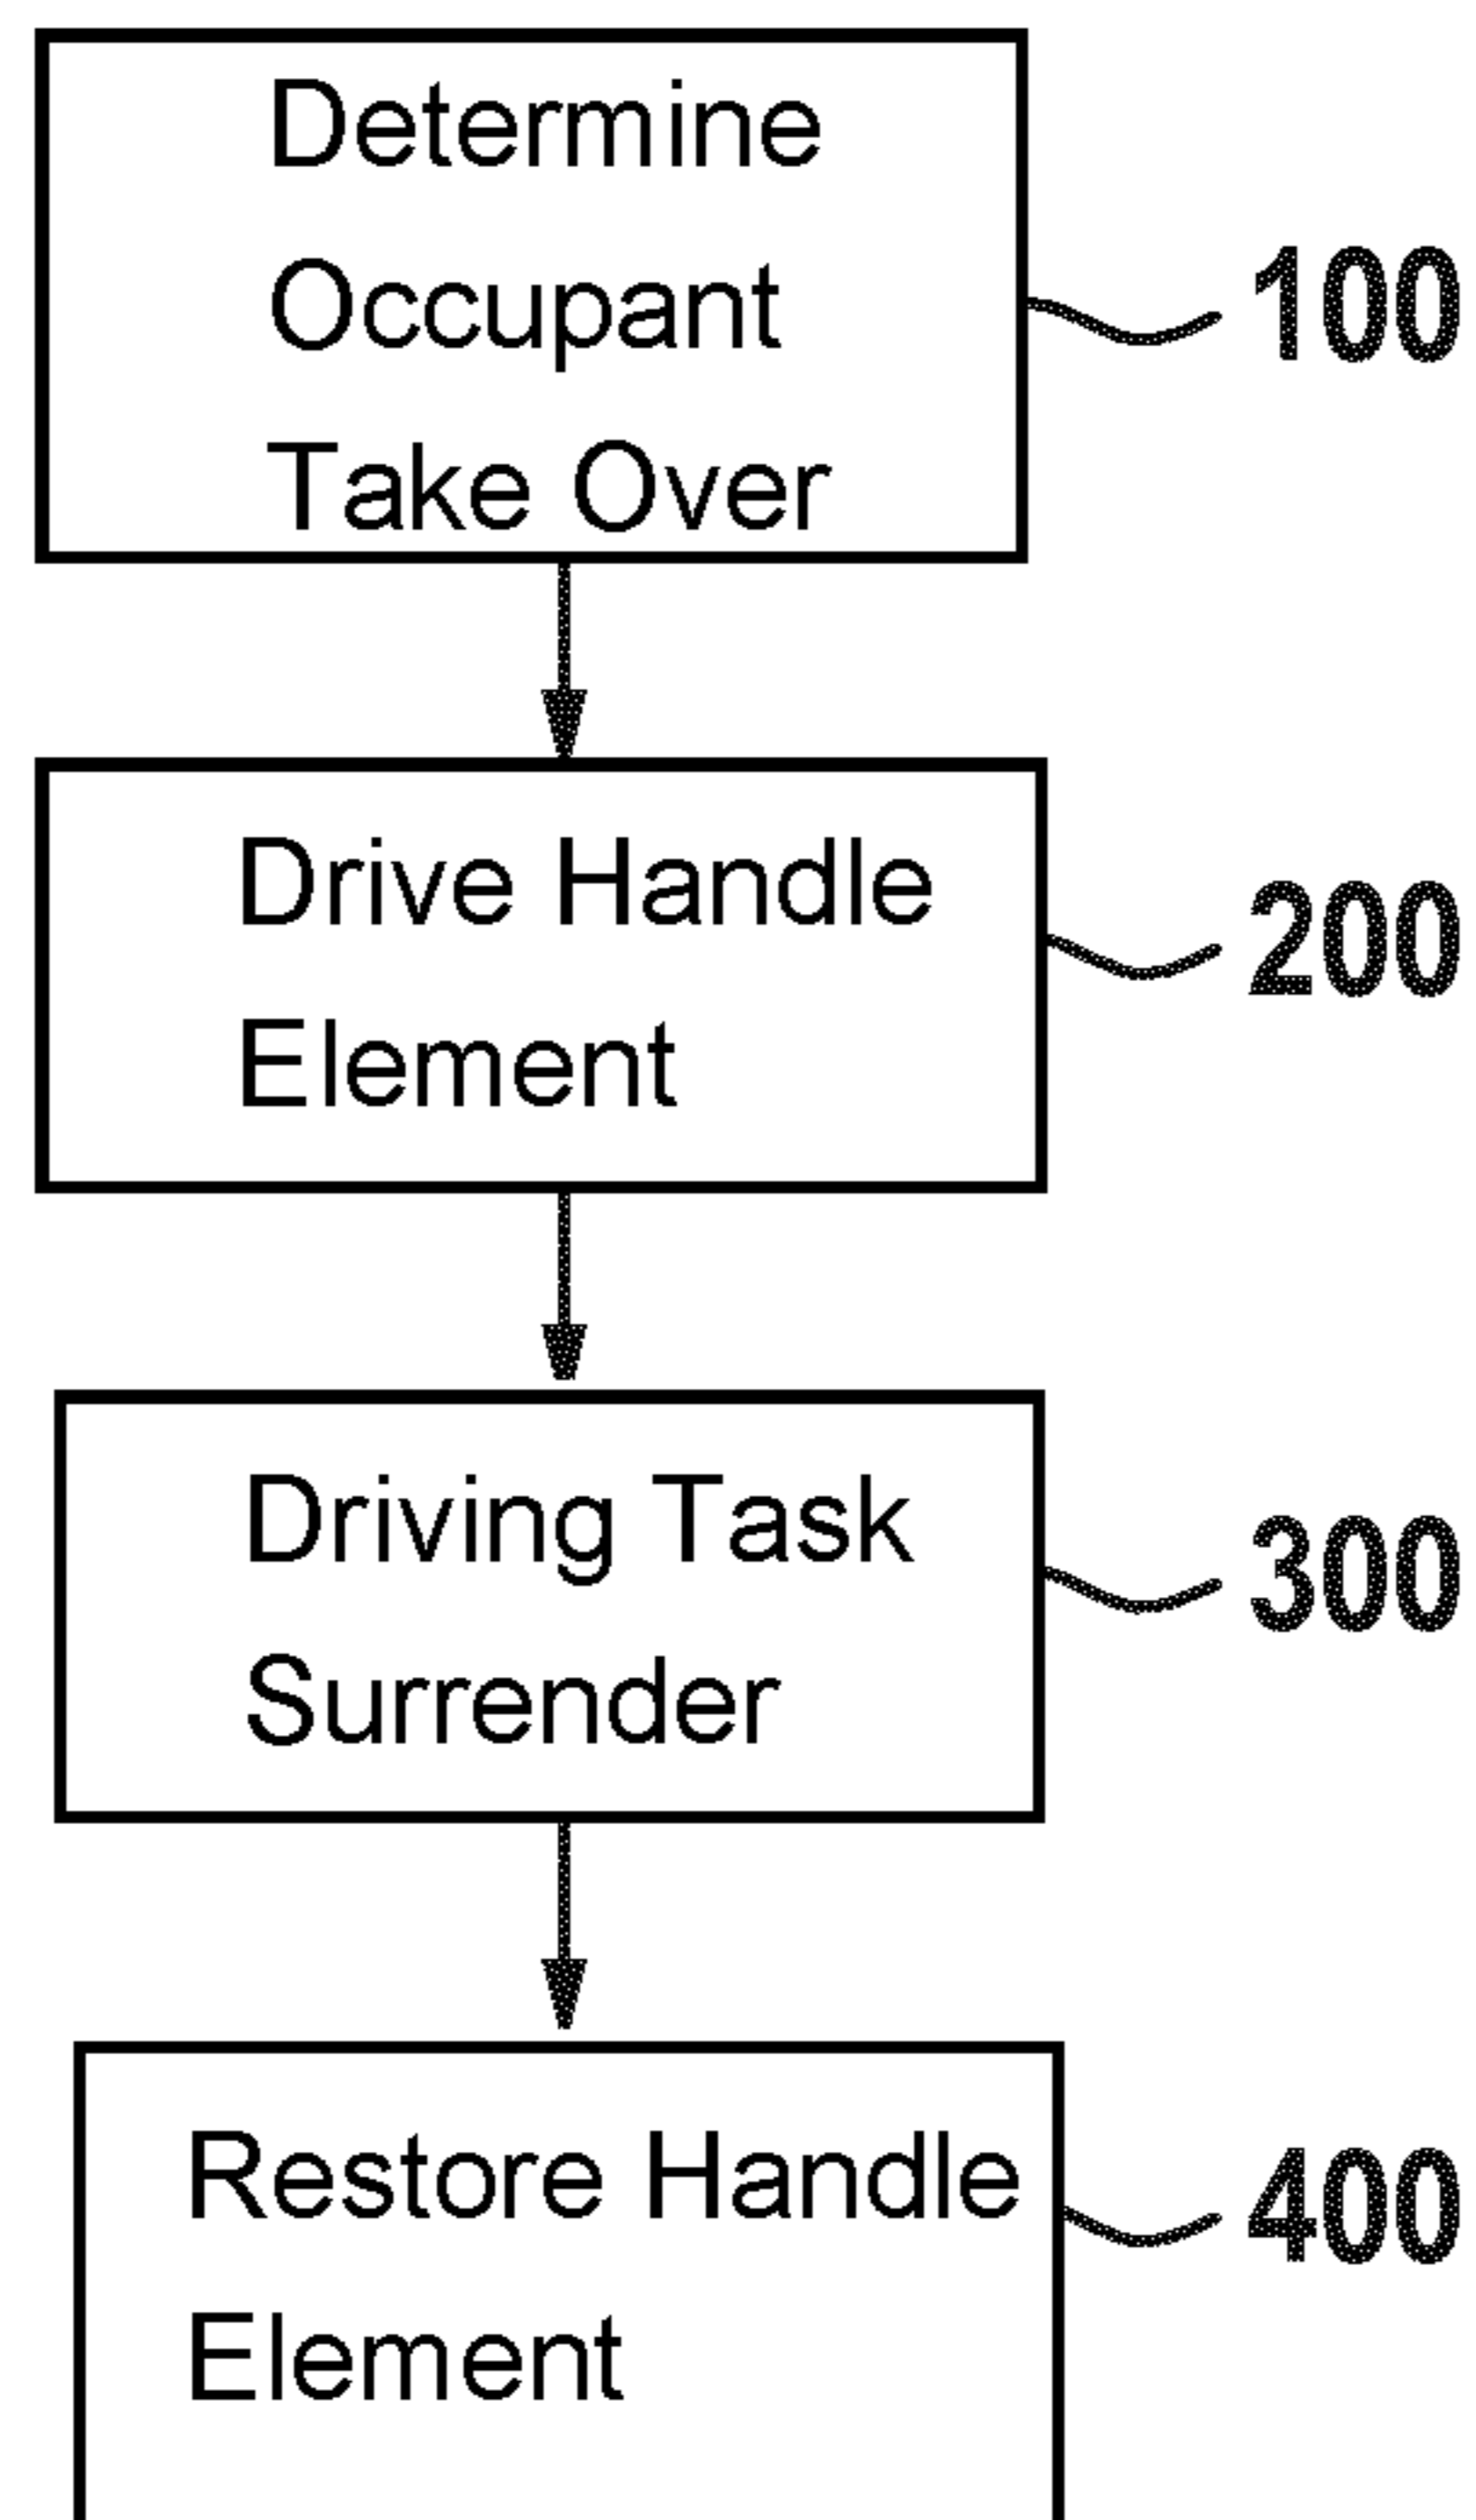 Determine
Occupant
Take Over
100
Drive Handle
Element
200
Driving Task
Surrender
300
Restore Handle
Element
400